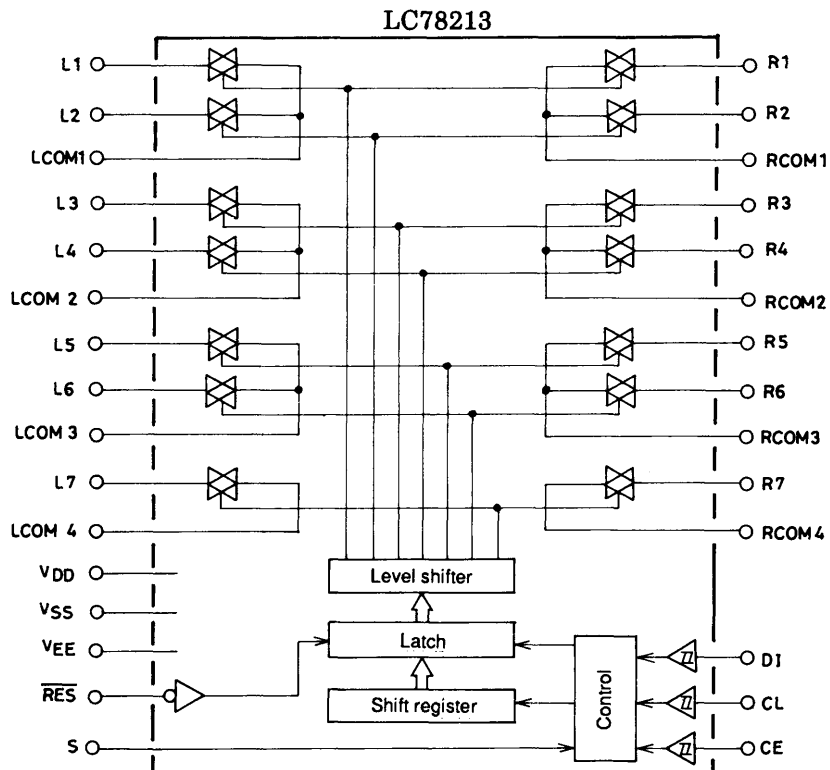 LC78213
L1
R1
L2
R2
LCOM1
RCOM1
L3
R3
L4
R4
LCOM 2
RCOM2
L5
R5
L6
R6
LCOM 3
RCOM3
L7
R7
LCOM 4
RCOM4
VDD
Level shifter
VSS
VEE
Latch
DI
RES
Shift register
Control
CL
S
CE